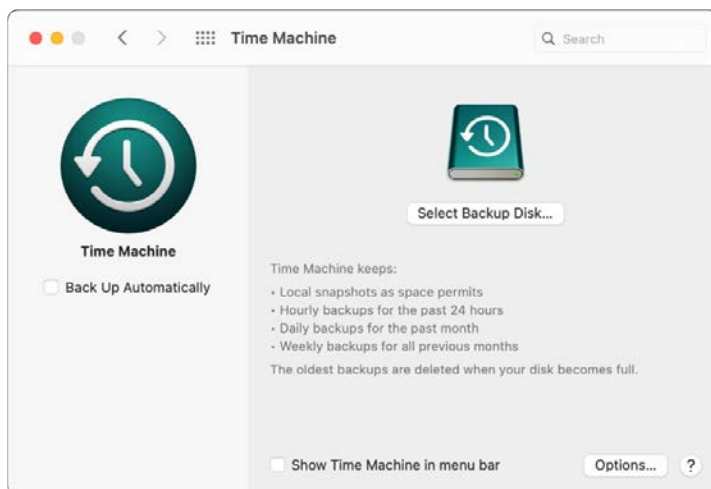 Time Machine
Search
Select Backup Disk...
Time Machine
Back Up Automatically
Time Machine keeps:
• Local snapshots as space permits
• Hourly backups for the past 24 hours
• Daily backups for the past month
• Weekly backups for all previous months
The oldest backups are deleted when your disk becomes full.
Show Time Machine in menu bar
Options...
?